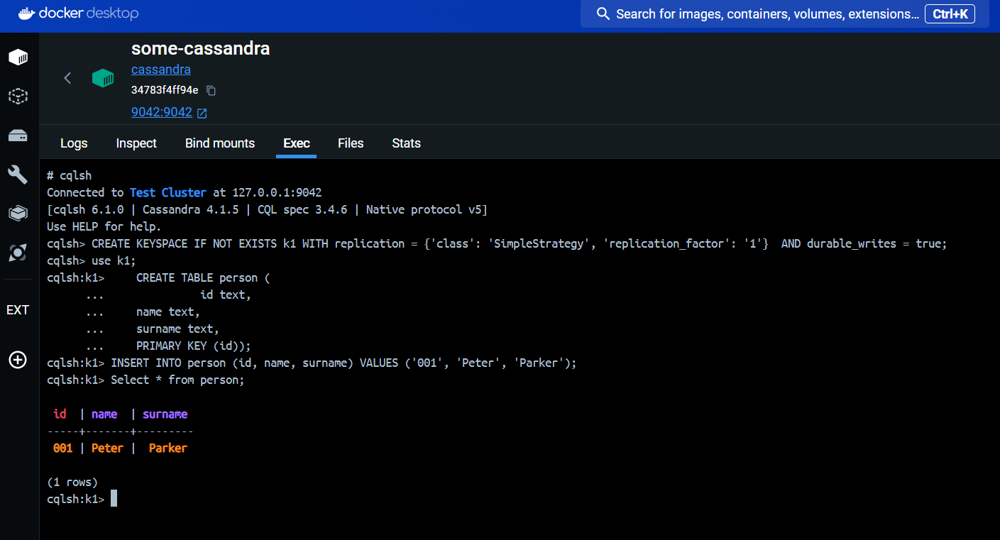 docker desktop
Search for images, containers, volumes, extensions... Ctrl+K
some-cassandra
cassandra
34783f4ff94e
9042:9042
Logs Inspect Bind mounts Exec Files Stats
EXT
# cqlsh
Connected to Test Cluster at 127.0.0.1:9042
[cqlsh 6.1.0 | Cassandra 4.1.5 | CQL spec 3.4.6 | Native protocol v5]
Use HELP for help.
cqlsh> CREATE KEYSPACE IF NOT EXISTS k1 WITH replication = {'class': 'SimpleStrategy', 'replication_factor': '1'}  AND durable_writes = true;
cqlsh> use k1;
cqlsh:k1>     CREATE TABLE person (
      ...               id text,
      ...     name text,
      ...     surname text,
      ...     PRIMARY KEY (id));
cqlsh:k1> INSERT INTO person (id, name, surname) VALUES ('001', 'Peter', 'Parker');
cqlsh:k1> Select * from person;
 id  | name  | surname
-----+-------+---------
 001 | Peter |  Parker
(1 rows)
cqlsh:k1>